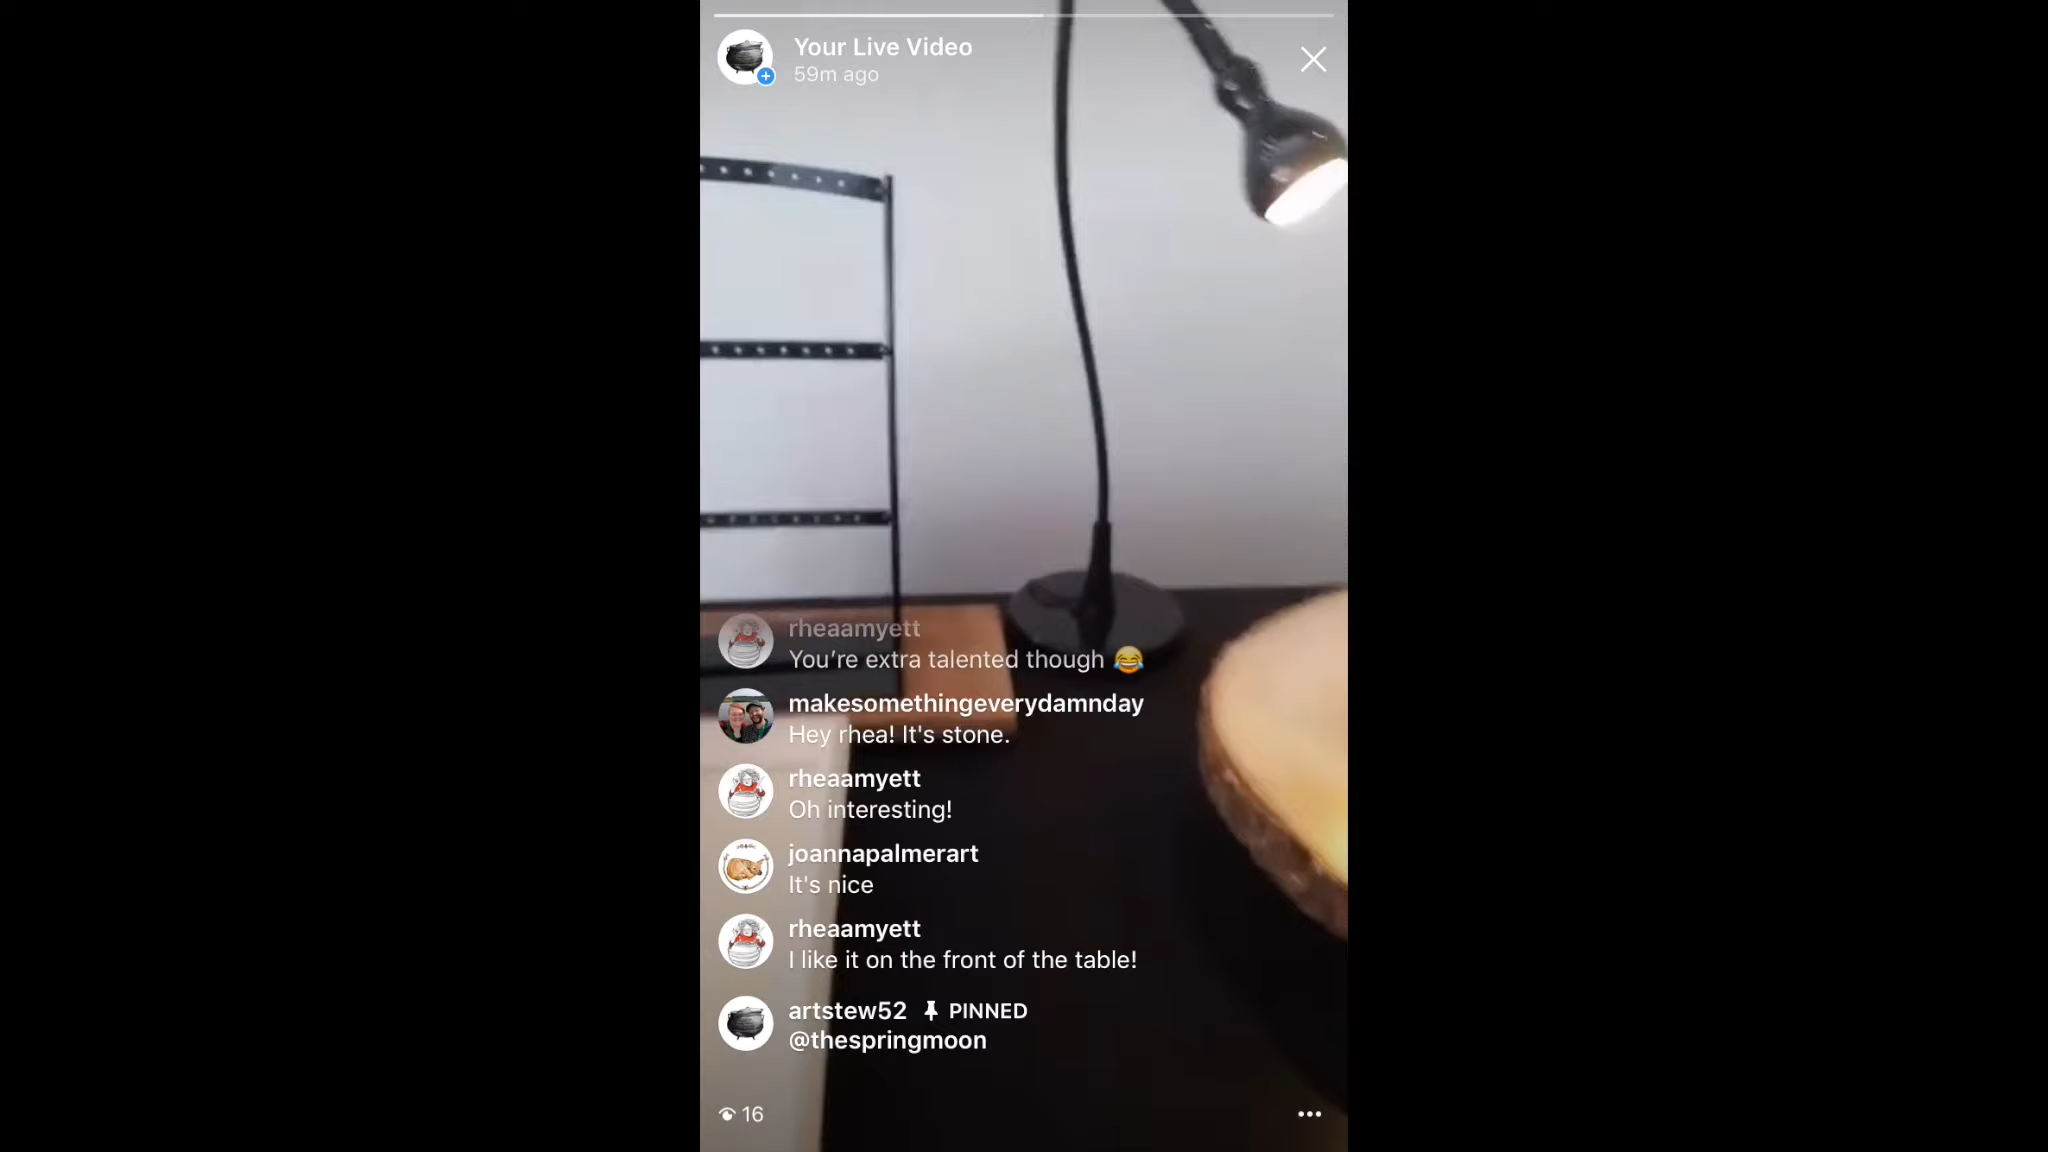 Your Live Video
59m ago
rheaamyett
You’re extra talented though 😂
makesomethingeverydamnday
Hey rhea! It's stone.
rheaamyett
Oh interesting!
joannapalmerart
It's nice
rheaamyett
I like it on the front of the table!
artstew52 PINNED
@thespringmoon
16